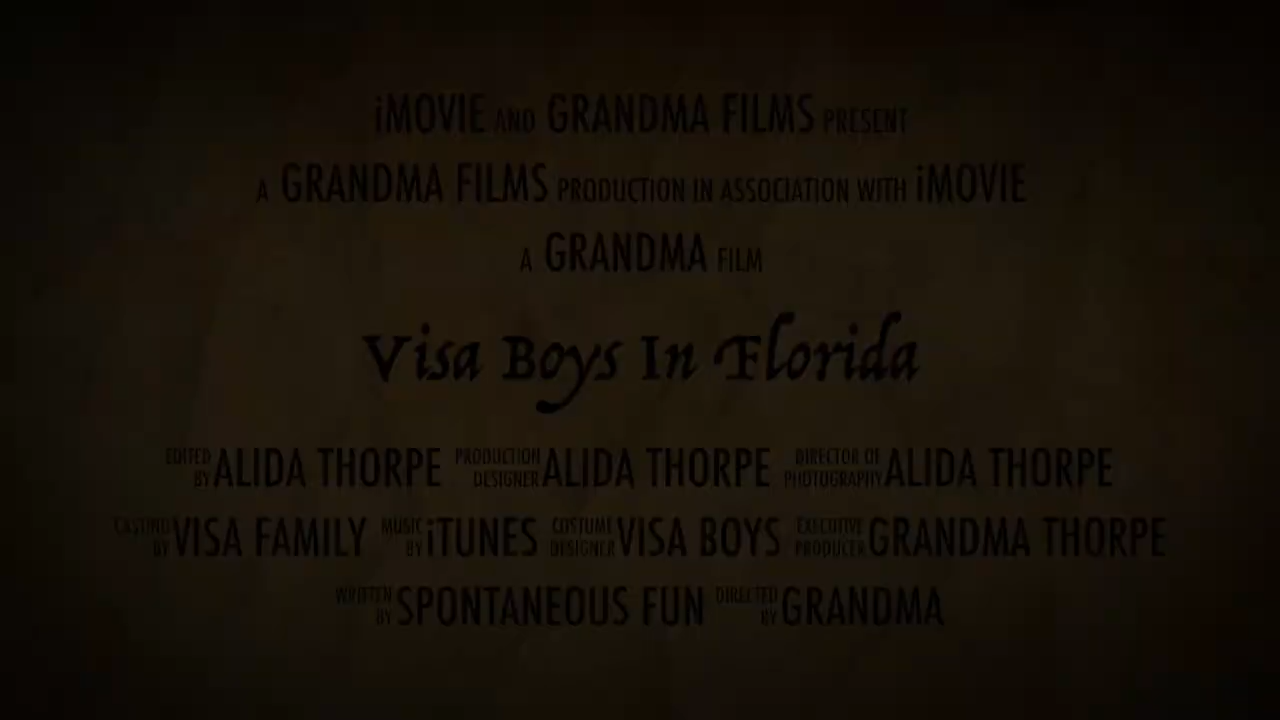 iMOVIE AND GRANDMA FILMS PRESENT
A GRANDMA FILMS PRODUCTION IN ASSOCIATION WITH iMOVIE
A GRANDMA FILM
Visa Boys In Florida
EDITED BY ALIDA THORPE PRODUCTION DESIGNER ALIDA THORPE DIRECTOR OF PHOTOGRAPHY ALIDA THORPE
CASTING BY VISA FAMILY MUSIC BY iTUNES COSTUME DESIGNER VISA BOYS EXECUTIVE PRODUCER GRANDMA THORPE
WRITTEN BY SPONTANEOUS FUN DIRECTED BY GRANDMA